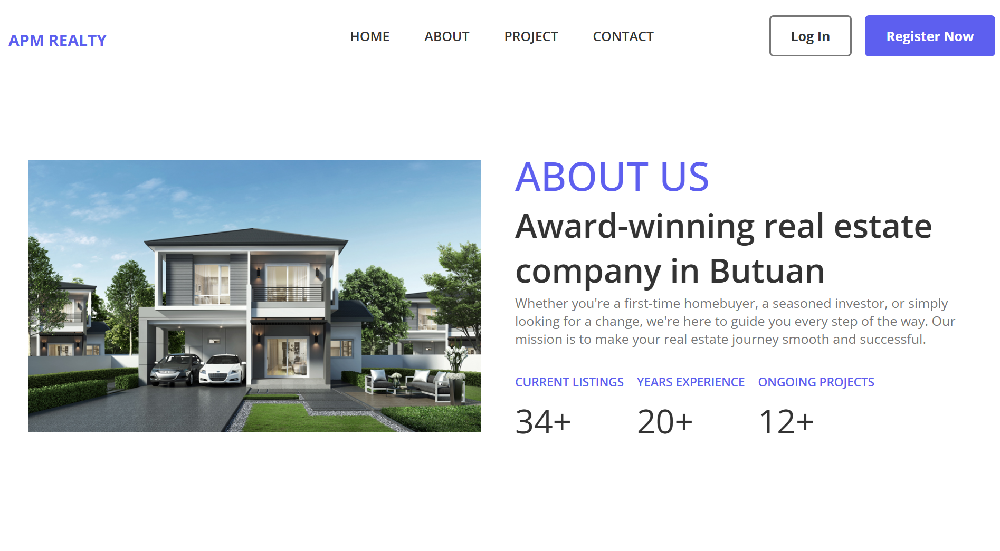 APM REALTY
HOME ABOUT PROJECT CONTACT
Log In
Register Now
ABOUT US
Award-winning real estate
company in Butuan
Whether you're a first-time homebuyer, a seasoned investor, or simply
looking for a change, we're here to guide you every step of the way. Our
mission is to make your real estate journey smooth and successful.
CURRENT LISTINGS YEARS EXPERIENCE ONGOING PROJECTS
34+ 20+ 12+